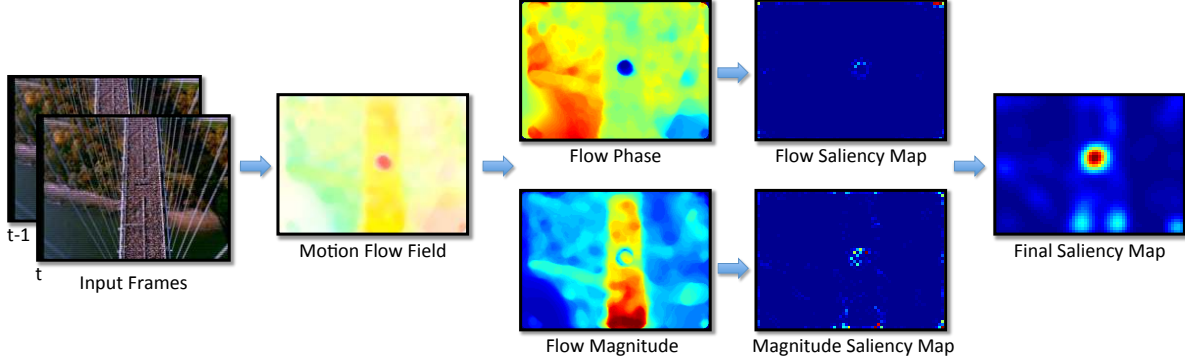 t-1
t
Input Frames
Motion Flow Field
Flow Phase
Flow Magnitude
Flow Saliency Map
Magnitude Saliency Map
Final Saliency Map